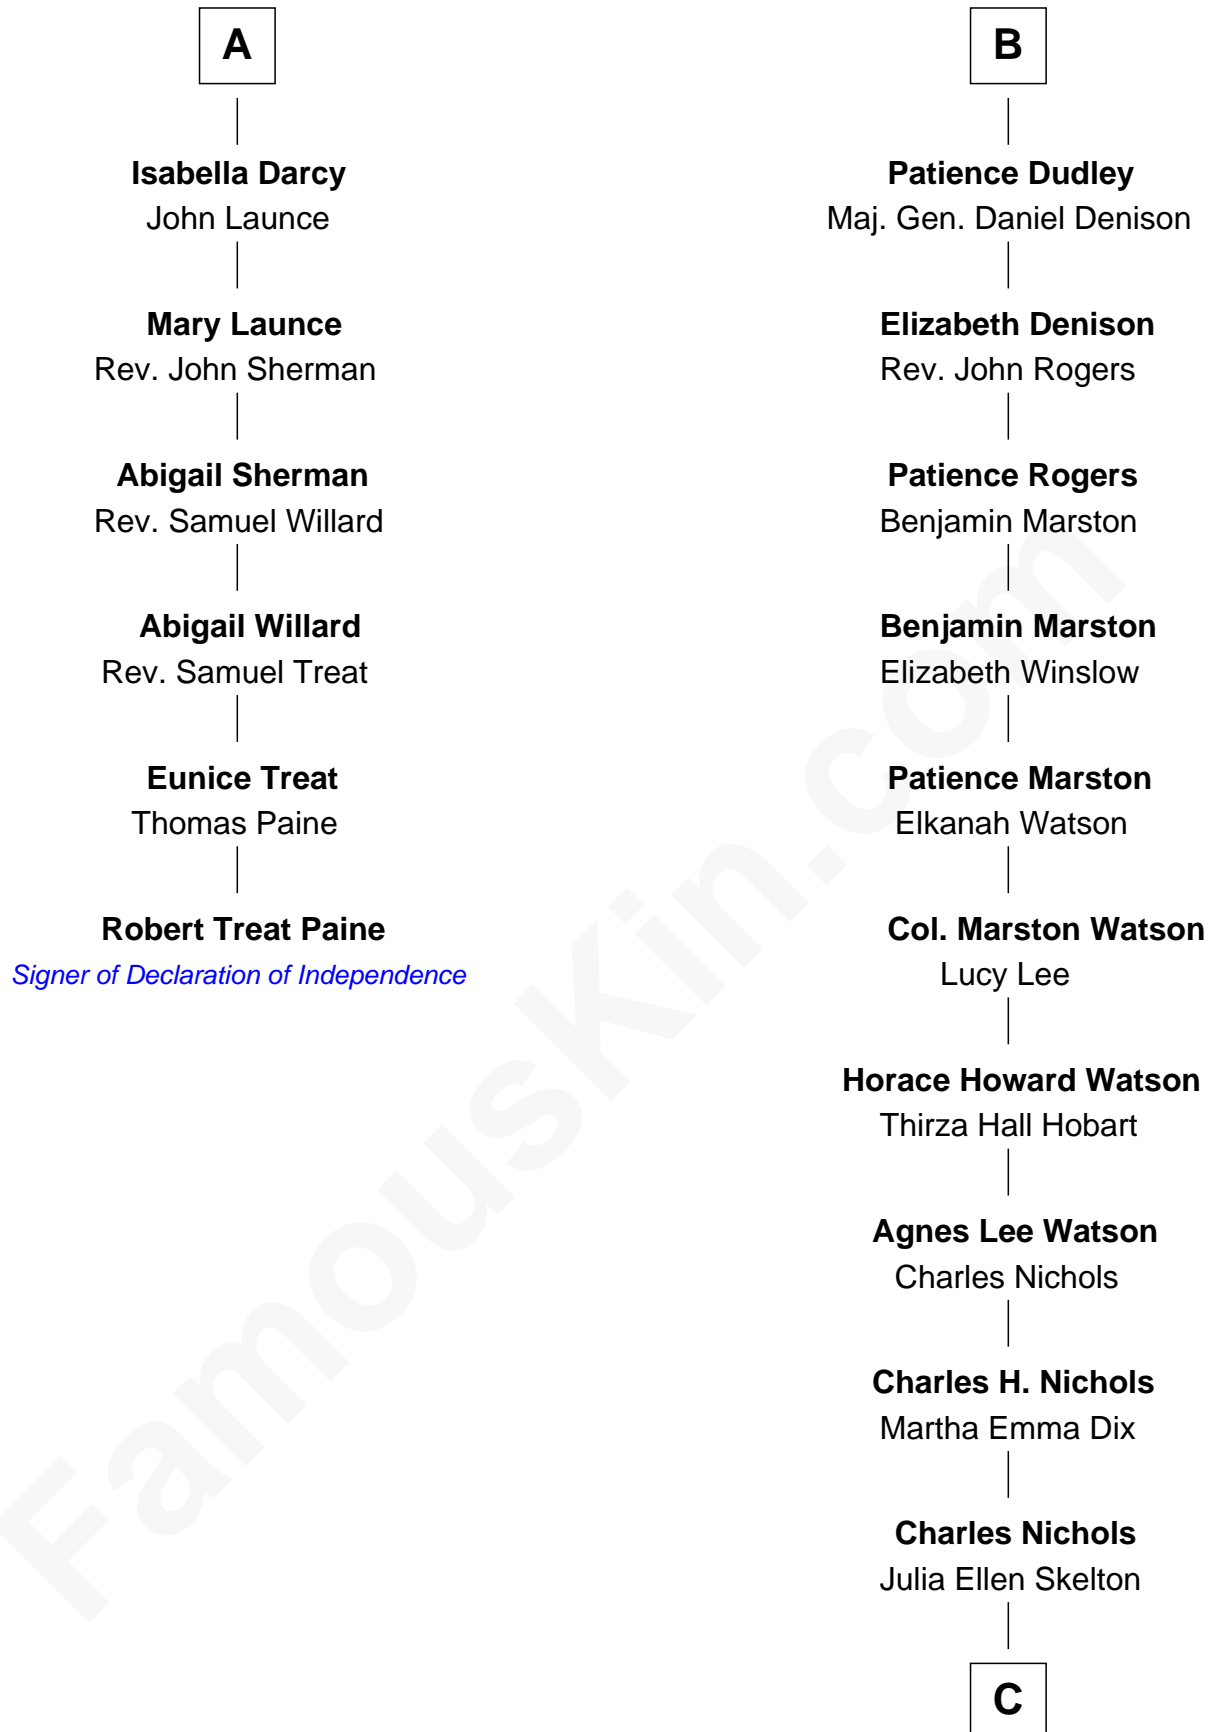 A
Isabella Darcy
John Launce
Mary Launce
Rev. John Sherman
Abigail Sherman
Rev. Samuel Willard
Abigail Willard
Rev. Samuel Treat
Eunice Treat
Thomas Paine
Robert Treat Paine
Signer of Declaration of Independence
B
Patience Dudley
Maj. Gen. Daniel Denison
Elizabeth Denison
Rev. John Rogers
Patience Rogers
Benjamin Marston
Benjamin Marston
Elizabeth Winslow
Patience Marston
Elkanah Watson
Col. Marston Watson
Lucy Lee
Horace Howard Watson
Thirza Hall Hobart
Agnes Lee Watson
Charles Nichols
Charles H. Nichols
Martha Emma Dix
Charles Nichols
Julia Ellen Skelton
C
FamousKin.com